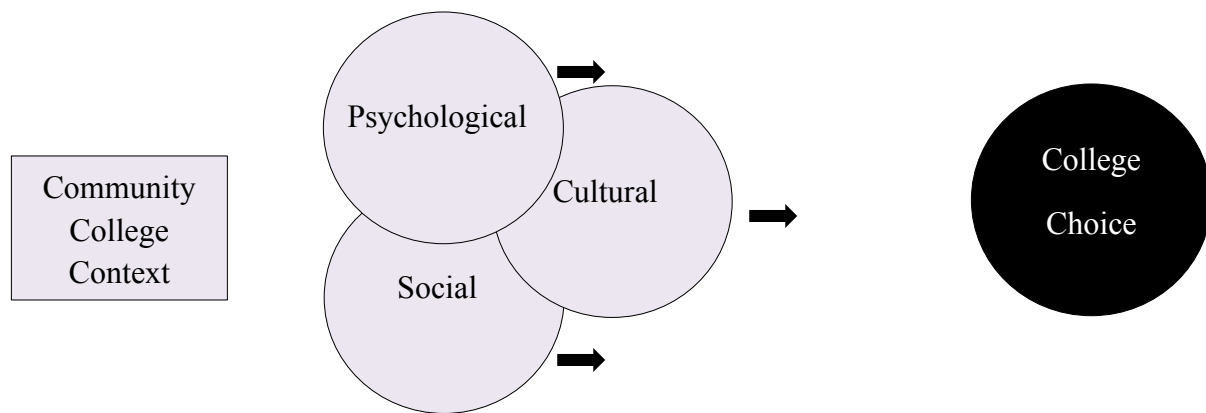 Community
College
Context
Psychological
Cultural
Social
College
Choice